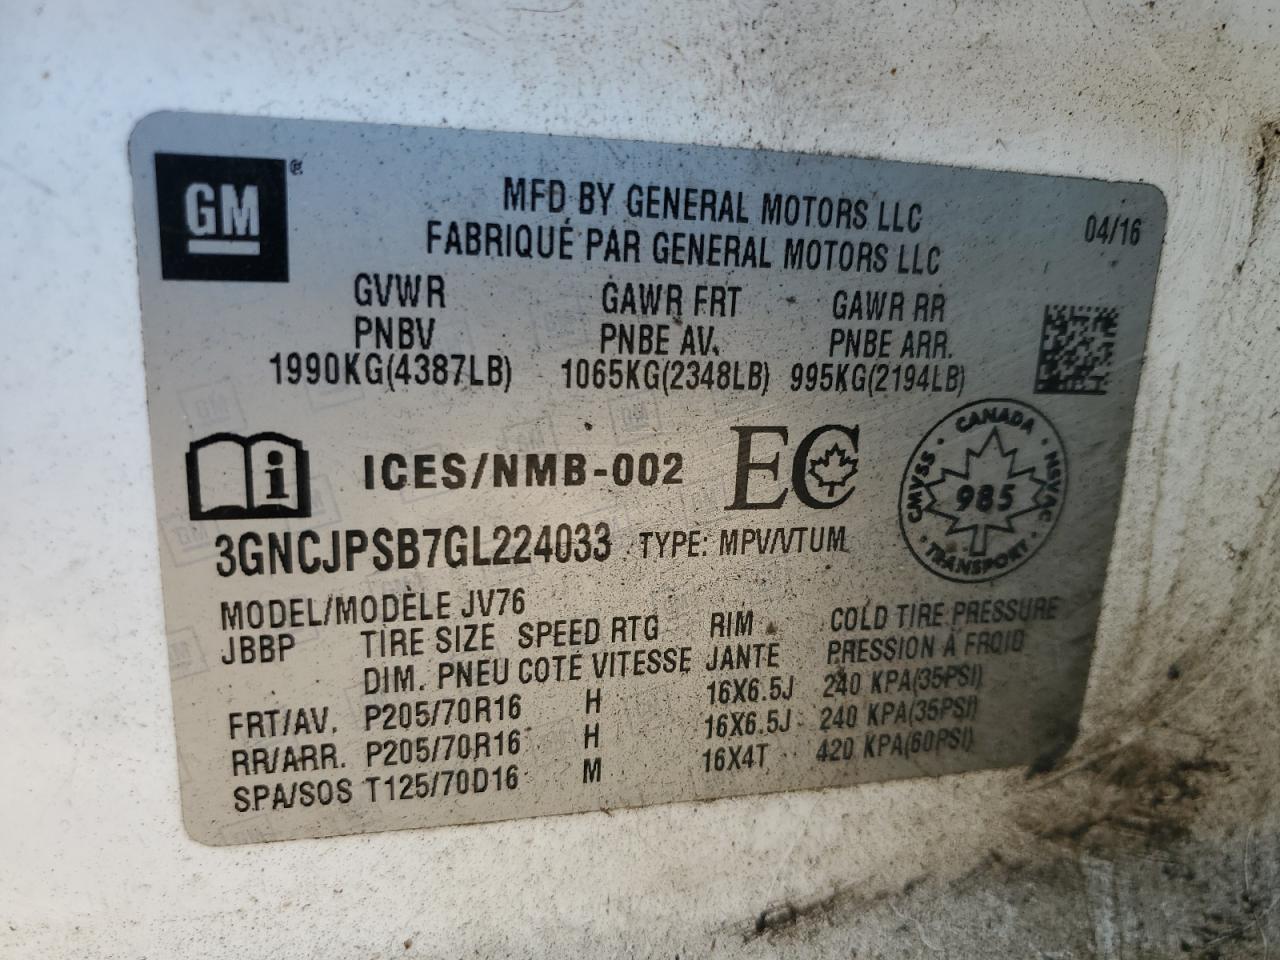 GM
®
MFD BY GENERAL MOTORS LLC
04/16
FABRIQUÉ PAR GENERAL MOTORS LLC
GVWR GAWR FRT GAWR RR
PNBV PNBE AV. PNBE ARR.
1990KG(4387LB) 1065KG(2348LB) 995KG(2194LB)
i ICES/NMB-002 EC
CANADA
CMVSS 985 NSVAC
TRANSPORT
3GNCJPSB7GL224033 TYPE: MPV/VTUM
MODEL/MODÈLE JV76
JBBP TIRE SIZE SPEED RTG RIM COLD TIRE PRESSURE
DIM. PNEU COTÉ VITESSE JANTE PRESSION À FROID
FRT/AV. P205/70R16 H 16X6.5J 240 KPA(35PSI)
RR/ARR. P205/70R16 H 16X6.5J 240 KPA(35PSI)
SPA/SOS T125/70D16 M 16X4T 420 KPA(60PSI)